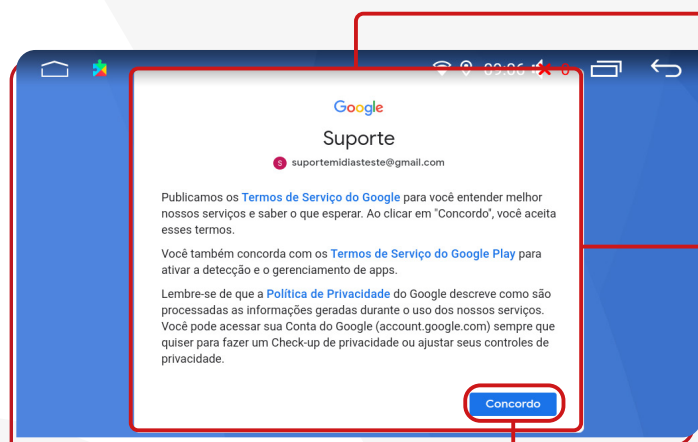 Google
Suporte
S suportemidiasteste@gmail.com
Publicamos os Termos de Serviço do Google para você entender melhor
nossos serviços e saber o que esperar. Ao clicar em "Concordo", você aceita
esses termos.
Você também concorda com os Termos de Serviço do Google Play para
ativar a detecção e o gerenciamento de apps.
Lembre-se de que a Política de Privacidade do Google descreve como são
processadas as informações geradas durante o uso dos nossos serviços.
Você pode acessar sua Conta do Google (account.google.com) sempre que
quiser para fazer um Check-up de privacidade ou ajustar seus controles de
privacidade.
Concordo